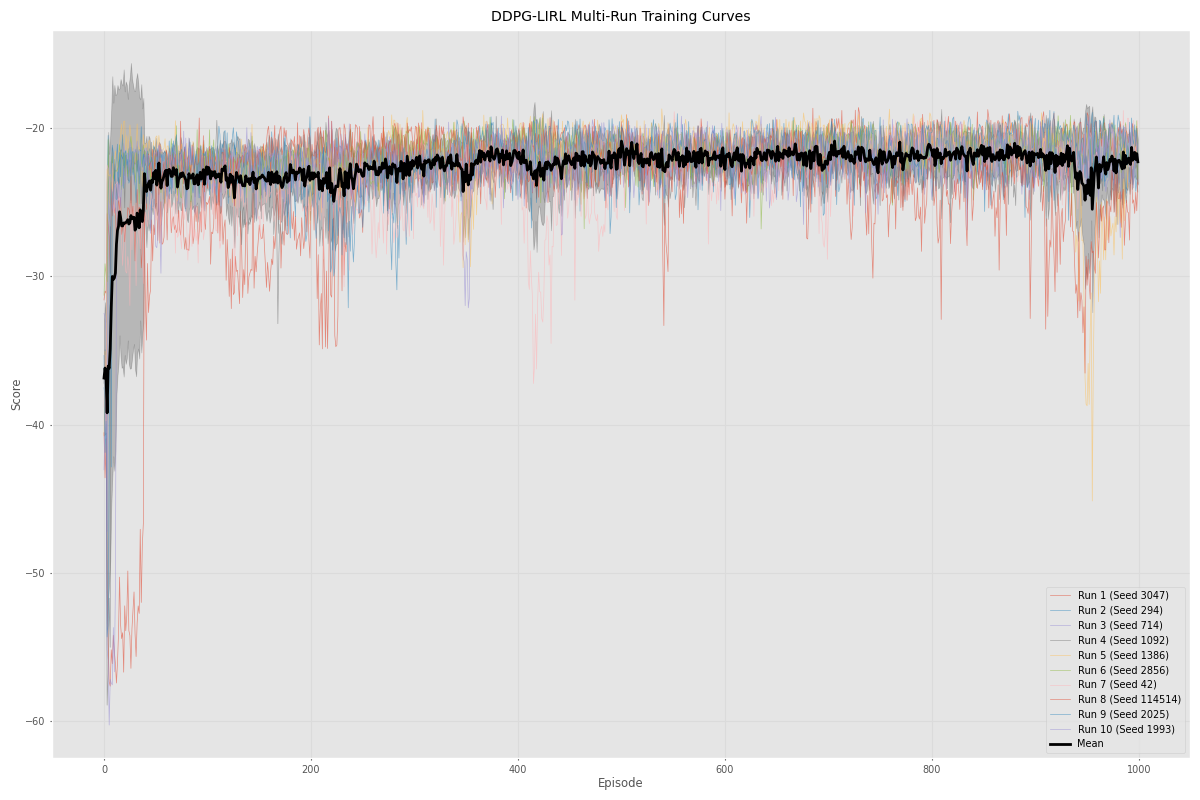 DDPG-LIRL Multi-Run Training Curves
Score
−20
−30
−40
−50
−60
0
200
400
600
800
1000
Episode
Run 1 (Seed 3047)
Run 2 (Seed 294)
Run 3 (Seed 714)
Run 4 (Seed 1092)
Run 5 (Seed 1386)
Run 6 (Seed 2856)
Run 7 (Seed 42)
Run 8 (Seed 114514)
Run 9 (Seed 2025)
Run 10 (Seed 1993)
Mean